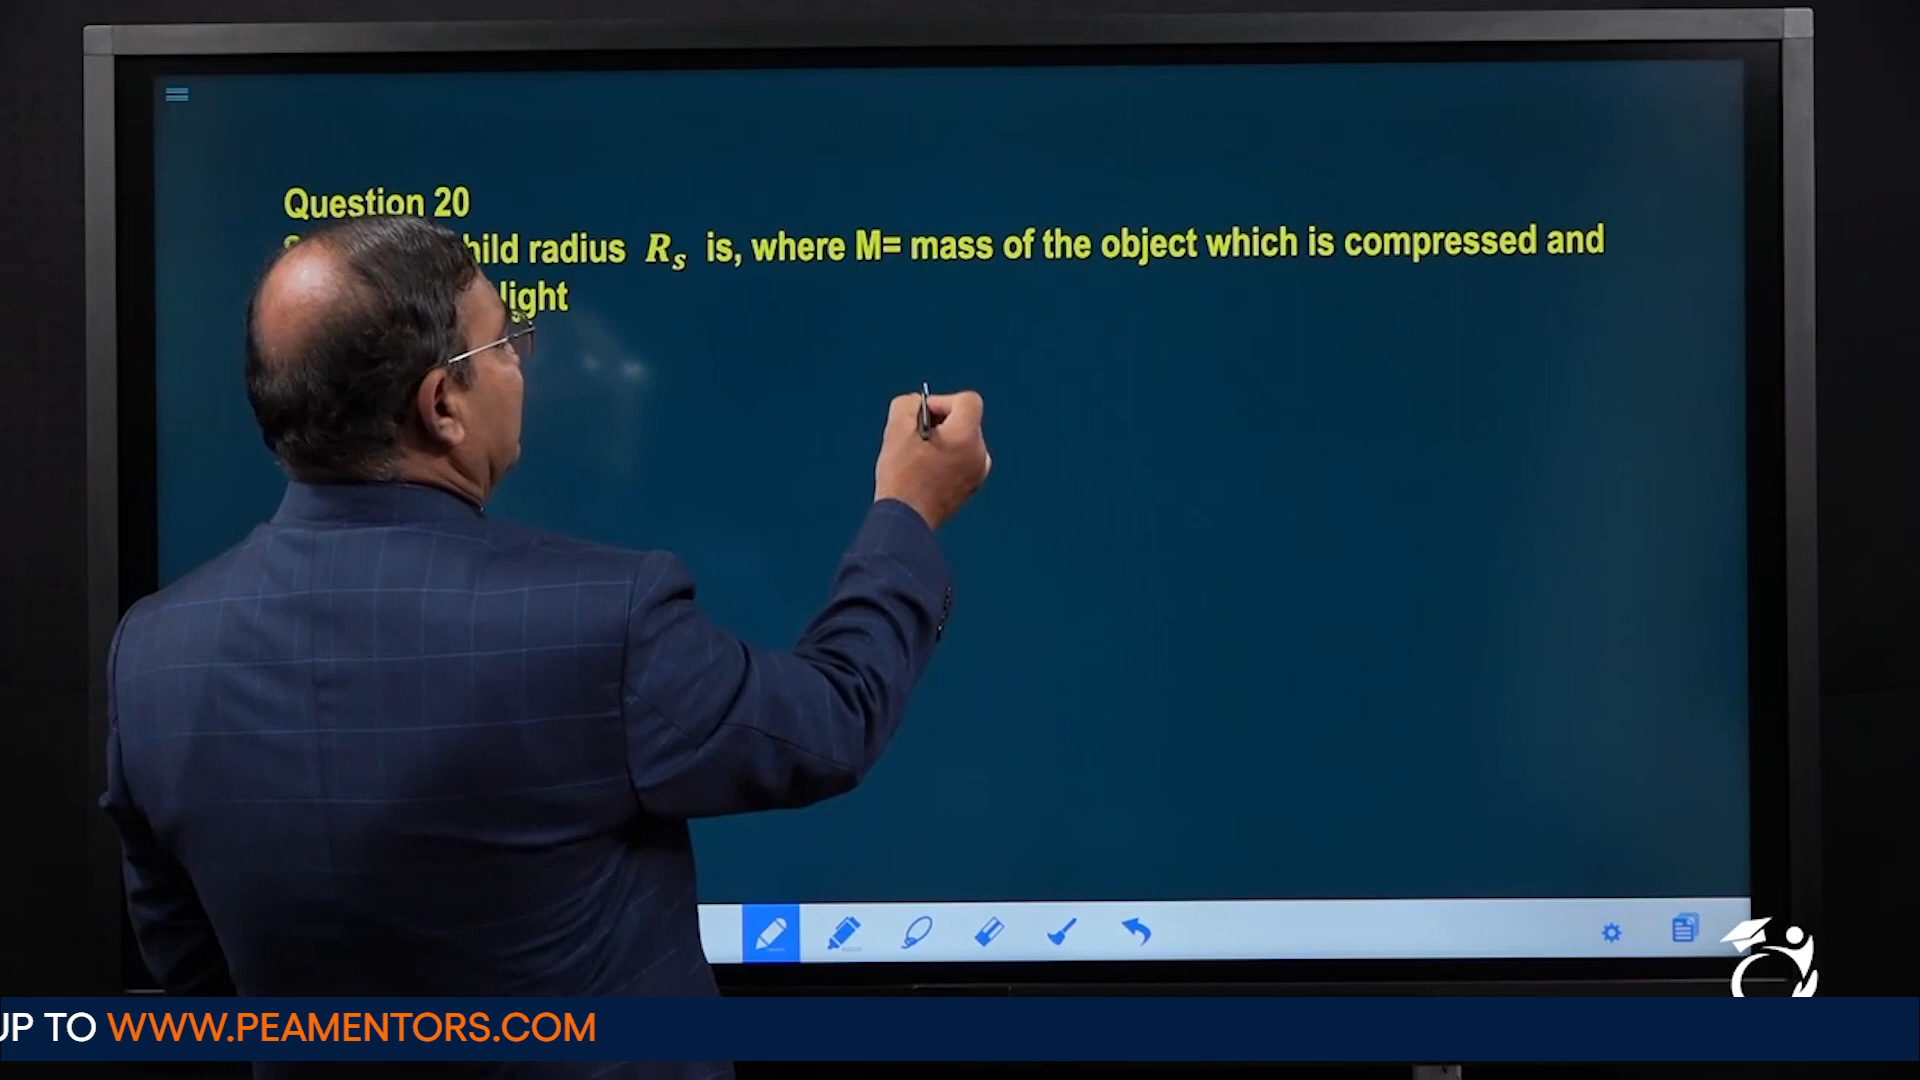 Question 20
hild radius R_s is, where M= mass of the object which is compressed and
light
UP TO WWW.PEAMENTORS.COM